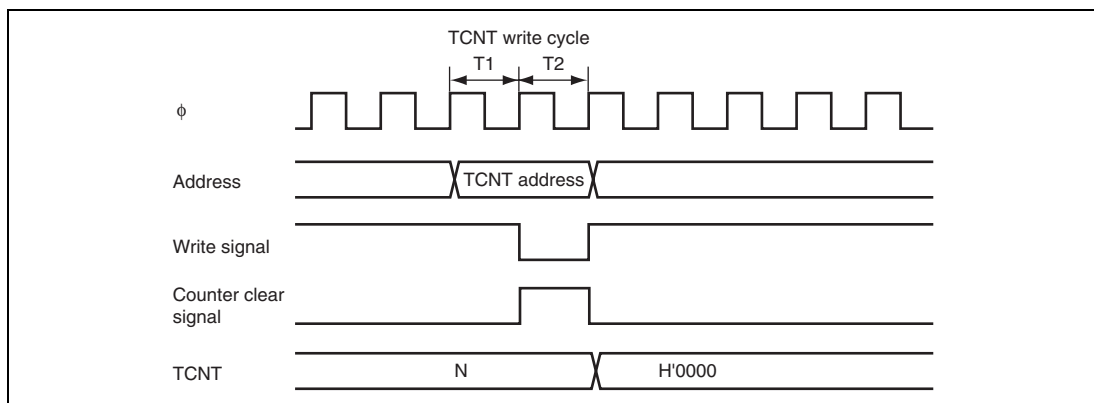 TCNT write cycle
T1 T2
ϕ
Address TCNT address
Write signal
Counter clear
signal
TCNT N H'0000